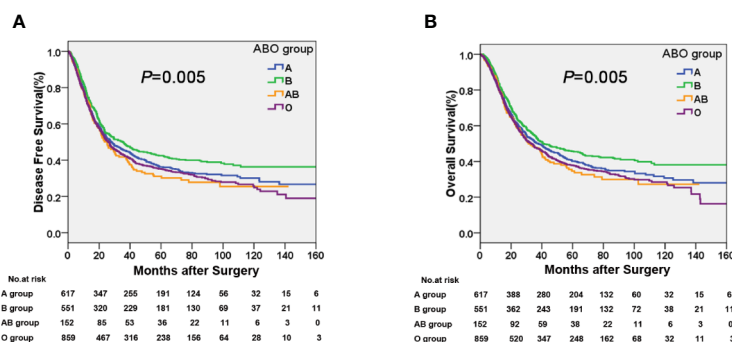 A
ABO group
A
B
AB
O
P=0.005
Disease Free Survival(%)
1.0
0.8
0.6
0.4
0.2
0.0
0 20 40 60 80 100 120 140 160
Months after Surgery
No.at risk
A group 617 347 255 191 124 56 32 15 6
B group 551 320 229 181 130 69 37 21 11
AB group 152 85 53 36 22 11 6 3 0
O group 859 467 316 238 156 64 28 10 3
B
ABO group
A
B
AB
O
P=0.005
Overall Survival(%)
1.0
0.8
0.6
0.4
0.2
0.0
0 20 40 60 80 100 120 140 160
Months after Surgery
No.at risk
A group 617 388 280 204 132 60 32 15 6
B group 551 362 243 191 132 72 38 21 11
AB group 152 92 59 38 22 11 6 3 0
O group 859 520 347 248 162 68 32 11 3